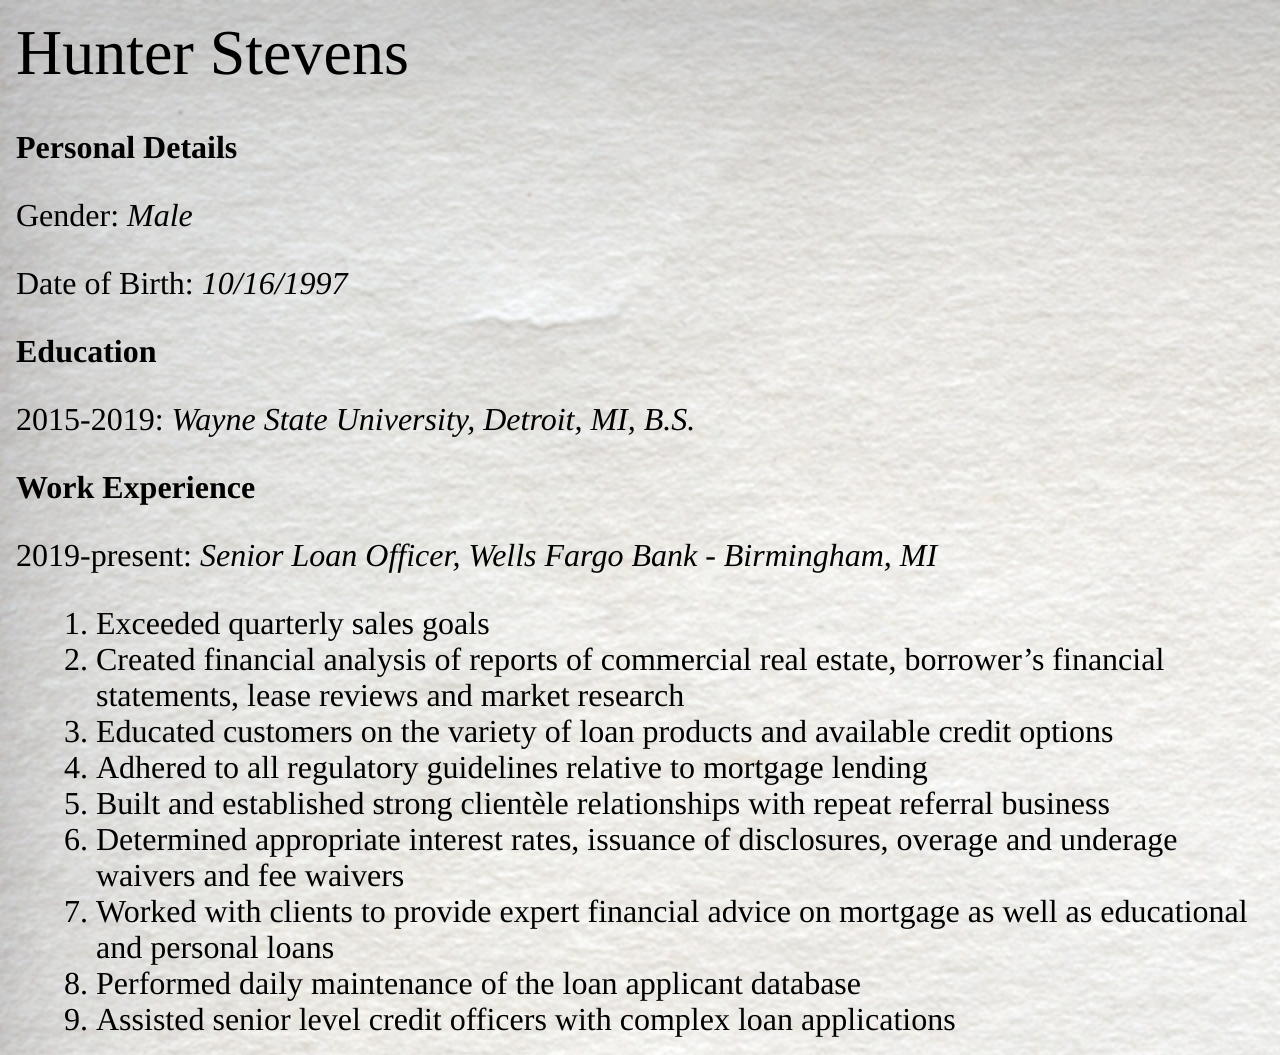 Hunter Stevens
Personal Details
Gender: Male
Date of Birth: 10/16/1997
Education
2015-2019: Wayne State University, Detroit, MI, B.S.
Work Experience
2019-present: Senior Loan Officer, Wells Fargo Bank - Birmingham, MI
1. Exceeded quarterly sales goals
2. Created financial analysis of reports of commercial real estate, borrower’s financial
statements, lease reviews and market research
3. Educated customers on the variety of loan products and available credit options
4. Adhered to all regulatory guidelines relative to mortgage lending
5. Built and established strong clientèle relationships with repeat referral business
6. Determined appropriate interest rates, issuance of disclosures, overage and underage
waivers and fee waivers
7. Worked with clients to provide expert financial advice on mortgage as well as educational
and personal loans
8. Performed daily maintenance of the loan applicant database
9. Assisted senior level credit officers with complex loan applications